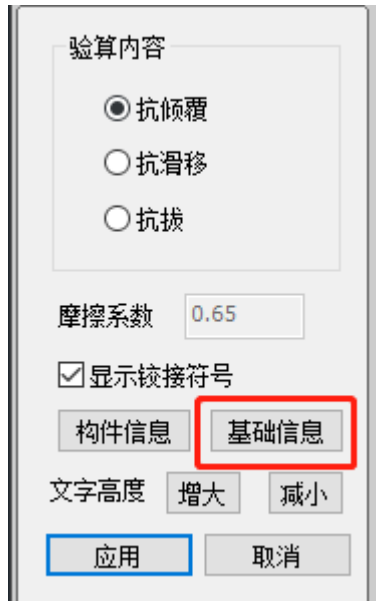 验算内容
抗倾覆
抗滑移
抗拔
摩擦系数 0.65
显示铰接符号
构件信息 基础信息
文字高度 增大 减小
应用 取消